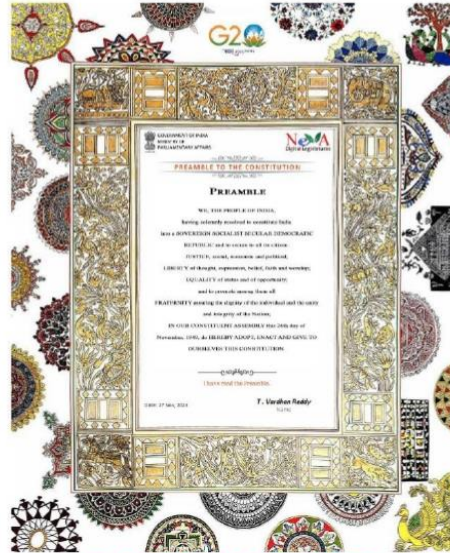 G20
GOVERNMENT OF INDIA
MINISTRY OF
PARLIAMENTARY AFFAIRS
NeVA
Digital Legislatures
PREAMBLE TO THE CONSTITUTION
PREAMBLE
WE, THE PEOPLE OF INDIA,
having solemnly resolved to constitute India
into a SOVEREIGN SOCIALIST SECULAR DEMOCRATIC
REPUBLIC and to secure to all its citizens
JUSTICE, social, economic and political,
LIBERTY of thought, expression, belief, faith and worship;
EQUALITY of status and of opportunity;
and to promote among them all
FRATERNITY assuring the dignity of the individual and the unity
and integrity of the Nation,
IN OUR CONSTITUENT ASSEMBLY this 26th day of
November, 1949, do HEREBY ADOPT, ENACT AND GIVE TO
OURSELVES THIS CONSTITUTION
I have read the Preamble.
T. Vardhan Reddy